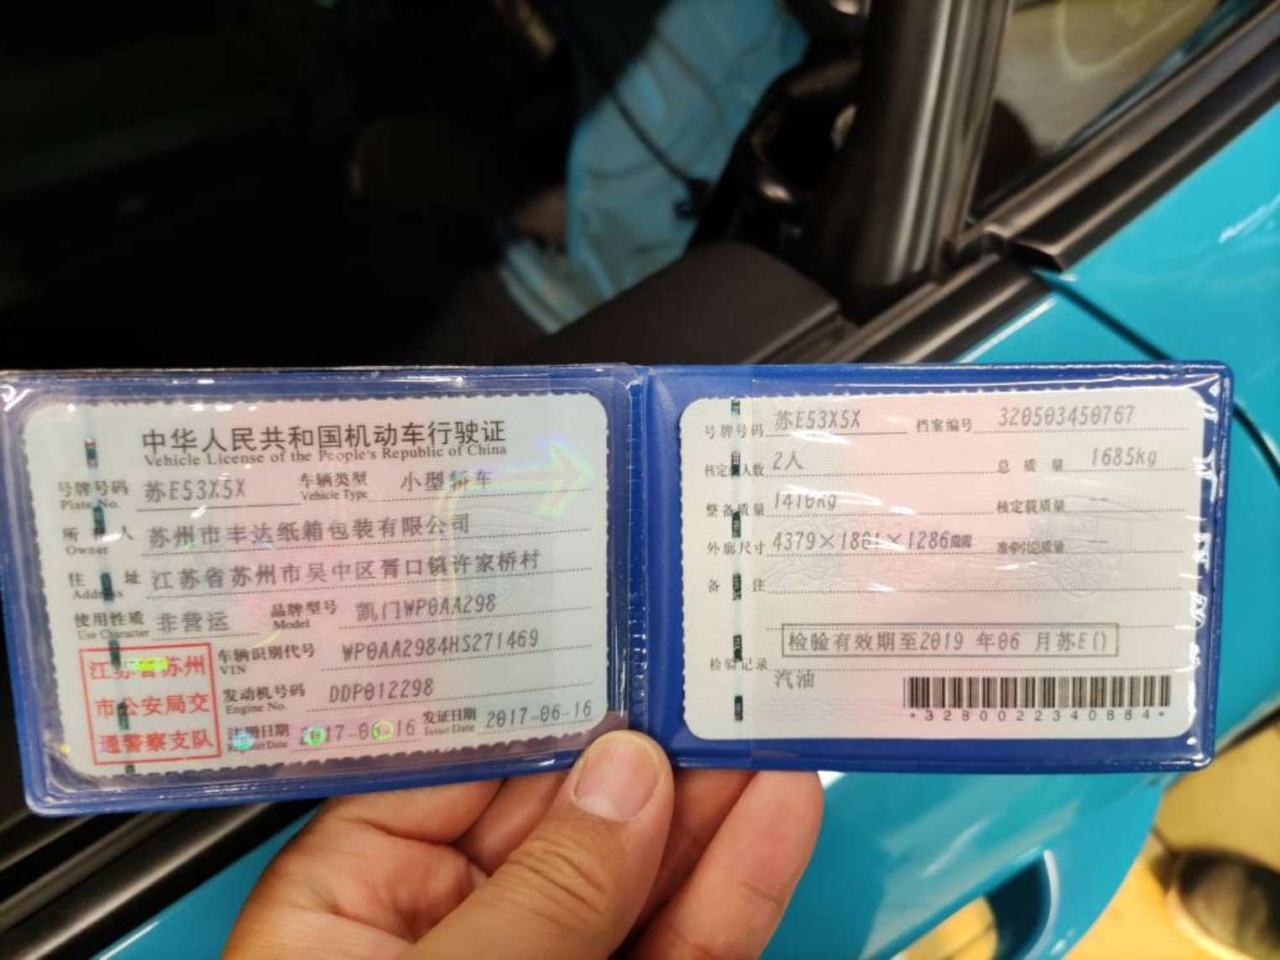 中华人民共和国机动车行驶证
Vehicle License of the People's Republic of China
号牌号码 苏E53X5X 车辆类型 小型轿车
Plate No. Vehicle Type
所有人 苏州市丰达纸箱包装有限公司
Owner
住址 江苏省苏州市吴中区胥口镇许家桥村
Address
使用性质 非营运 品牌型号 凯门WP0AA298
Use Character Model
江苏省苏州
市公安局交
通警察支队
车辆识别代号 WP0AA2984HS271469
VIN
发动机号码 DDP012298
Engine No.
注册日期 2017-06-16 发证日期 2017-06-16
Register Date Issue Date
号牌号码 苏E53X5X 档案编号 320503450767
核定载人数 2人 总质量 1685kg
整备质量 1410kg 核定载质量 --
外廓尺寸 4379×1801×1286mm 准牵引总质量 --
备注
检验有效期至2019 年06 月苏E()
检验记录
汽油
*3280022340884*